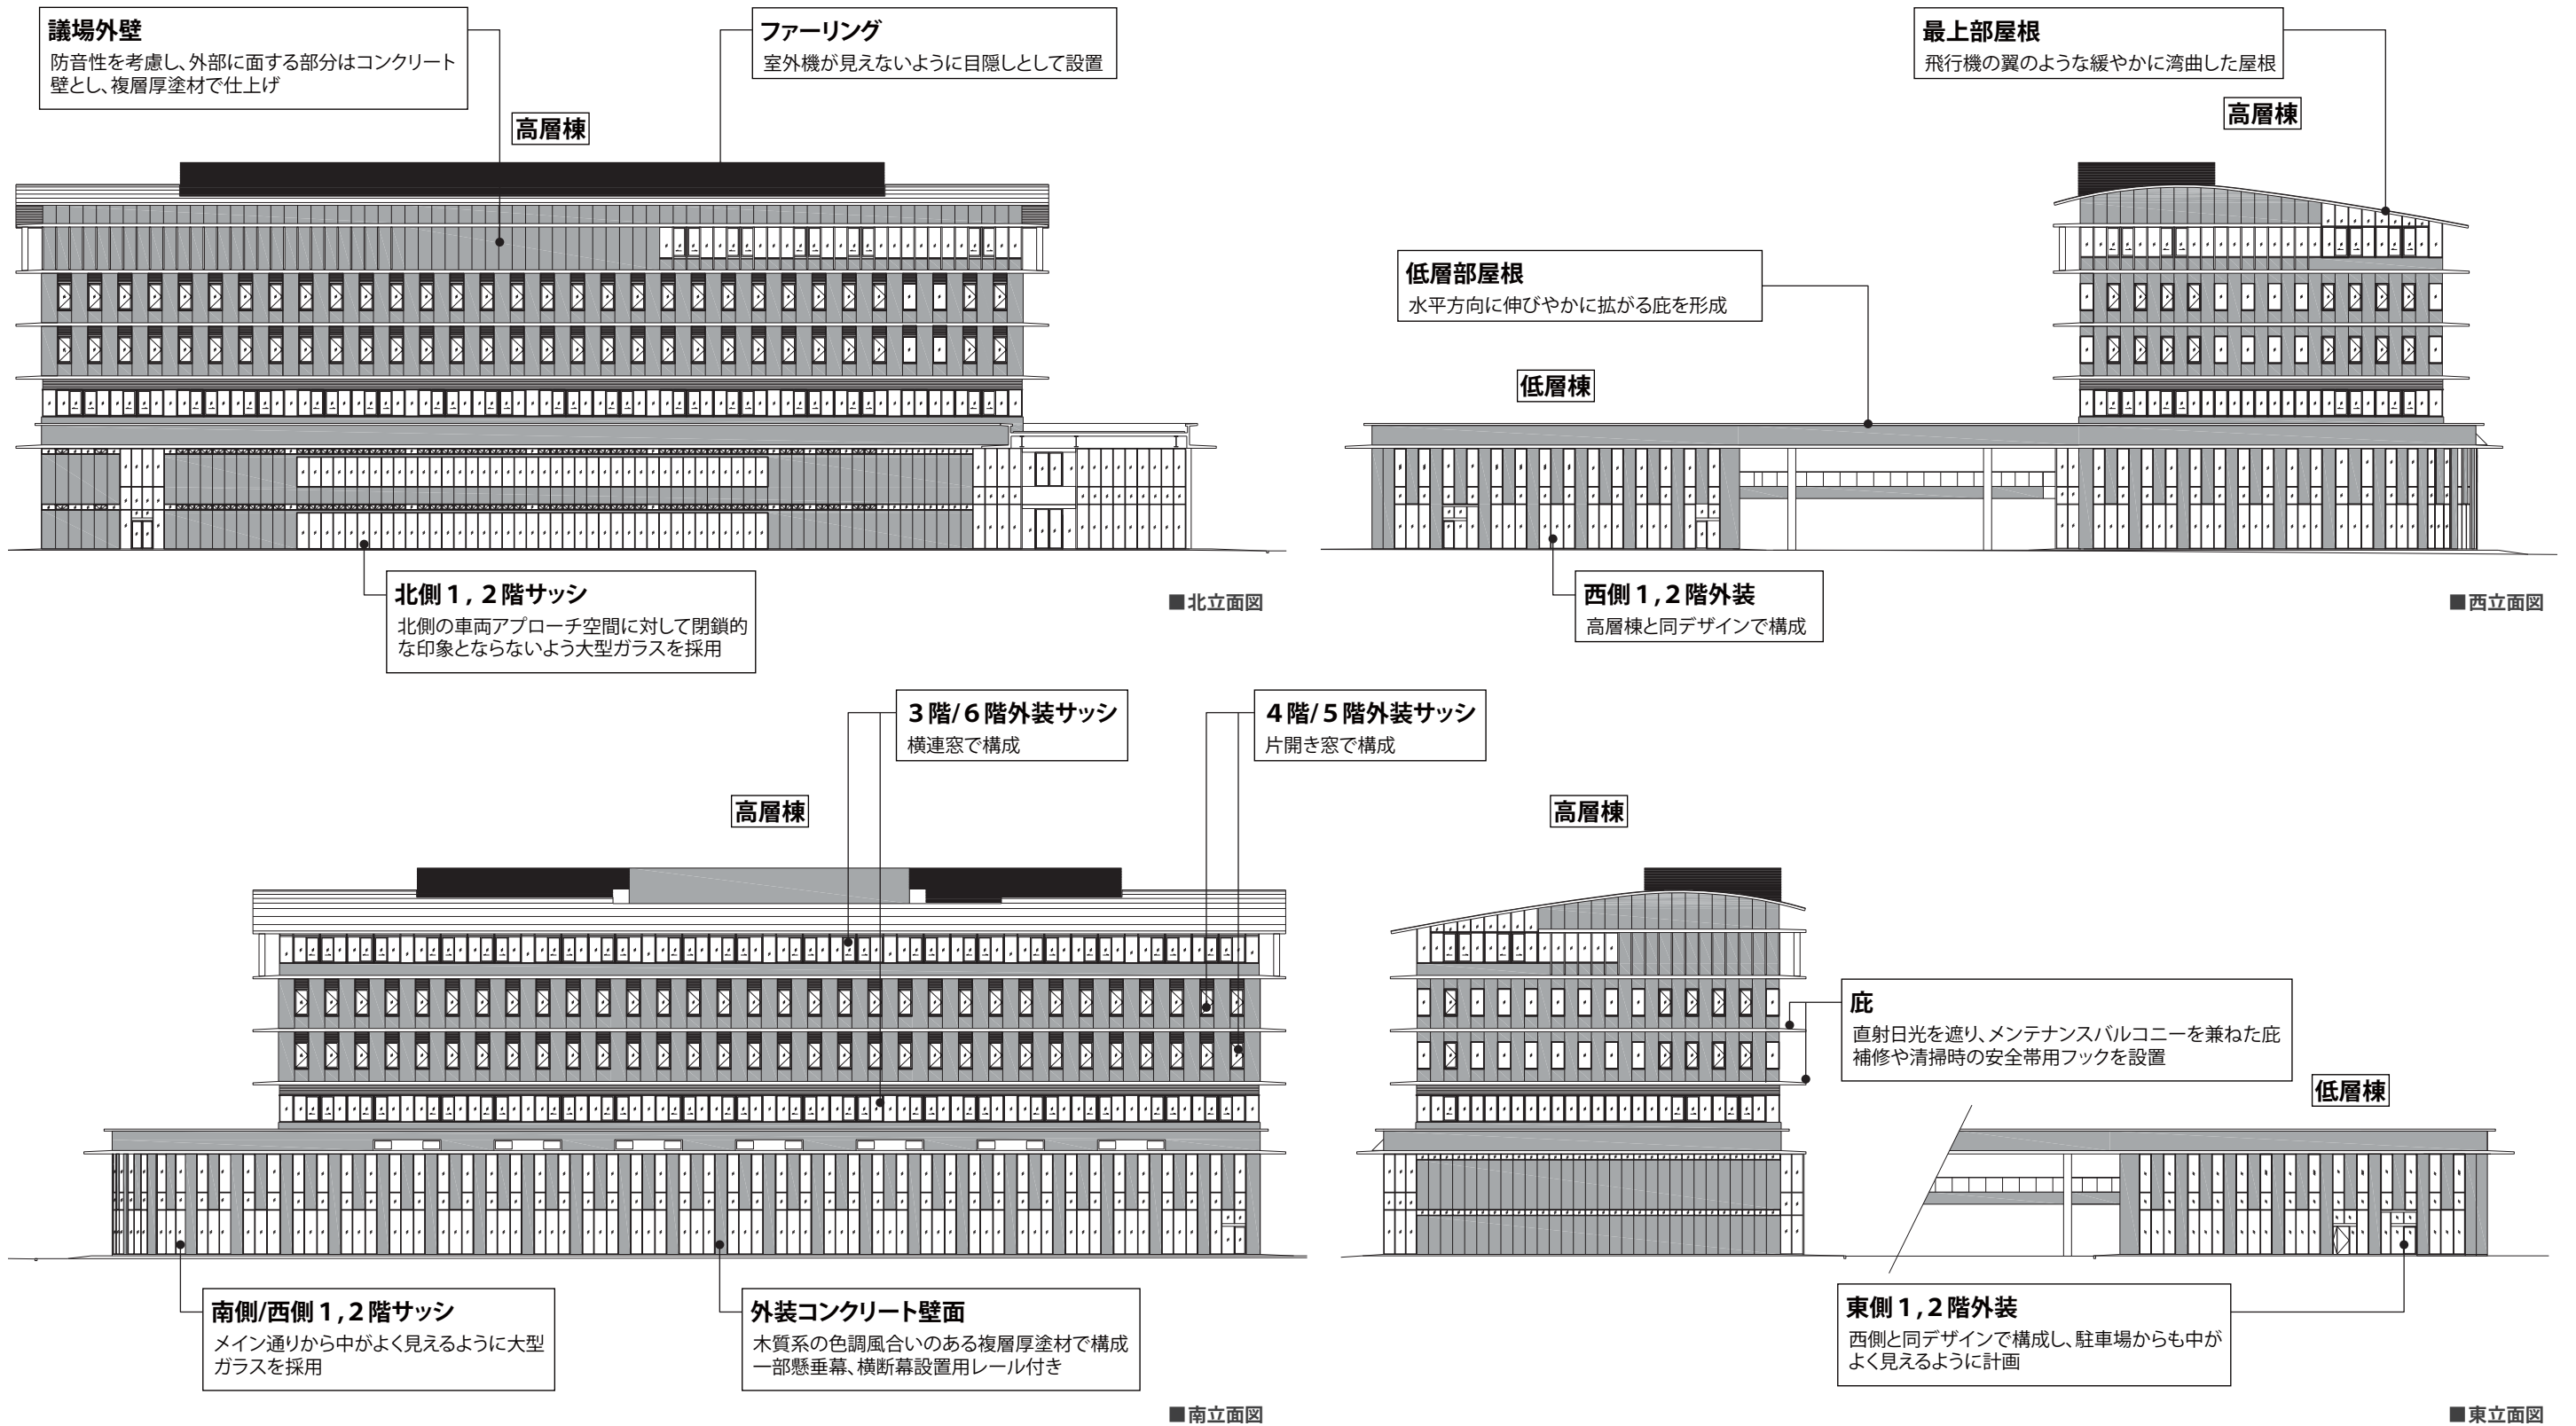 議場外壁
防音性を考慮し、外部に面する部分はコンクリート
壁とし、複層厚塗材で仕上げ
ファーリング
室外機が見えないように目隠しとして設置
高層棟
北側１，２階サッシ
北側の車両アプローチ空間に対して閉鎖的
な印象とならないよう大型ガラスを採用
■北立面図
最上部屋根
飛行機の翼のような緩やかに湾曲した屋根
高層棟
低層部屋根
水平方向に伸びやかに拡がる庇を形成
低層棟
西側１,２階外装
高層棟と同デザインで構成
■西立面図
３階/６階外装サッシ
横連窓で構成
４階/５階外装サッシ
片開き窓で構成
高層棟
南側/西側１,２階サッシ
メイン通りから中がよく見えるように大型
ガラスを採用
外装コンクリート壁面
木質系の色調風合いのある複層厚塗材で構成
一部懸垂幕、横断幕設置用レール付き
■南立面図
高層棟
庇
直射日光を遮り、メンテナンスバルコニーを兼ねた庇
補修や清掃時の安全帯用フックを設置
低層棟
東側１,２階外装
西側と同デザインで構成し、駐車場からも中が
よく見えるように計画
■東立面図